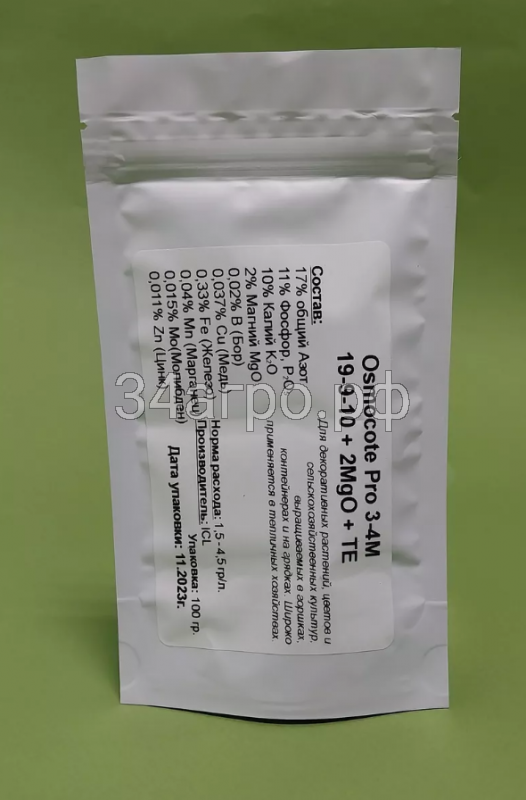 Osmocote Pro 3-4M
19-9-10 + 2MgO + TE
Состав:
17% общий Азот,
11% Фосфор, P₂O₅
10% Калий K₂O
2% Магний MgO
0,02% B (Бор)
0,037% Cu (Медь)
0,33% Fe (Железо)
0,04% Mn (Марганец)
0,015% Mo(Молибден)
0,011% Zn (Цинк)
Для декоративных растений, цветов и
сельскохозяйственных культур,
выращиваемых в горшках,
контейнерах и на грядках. Широко
применяется в тепличных хозяйствах.
Норма расхода: 1,5 - 4,5 гр/л.
Производитель: ICL
Упаковка: 100 гр.
Дата упаковки: 11.2023г.
34агро.рф